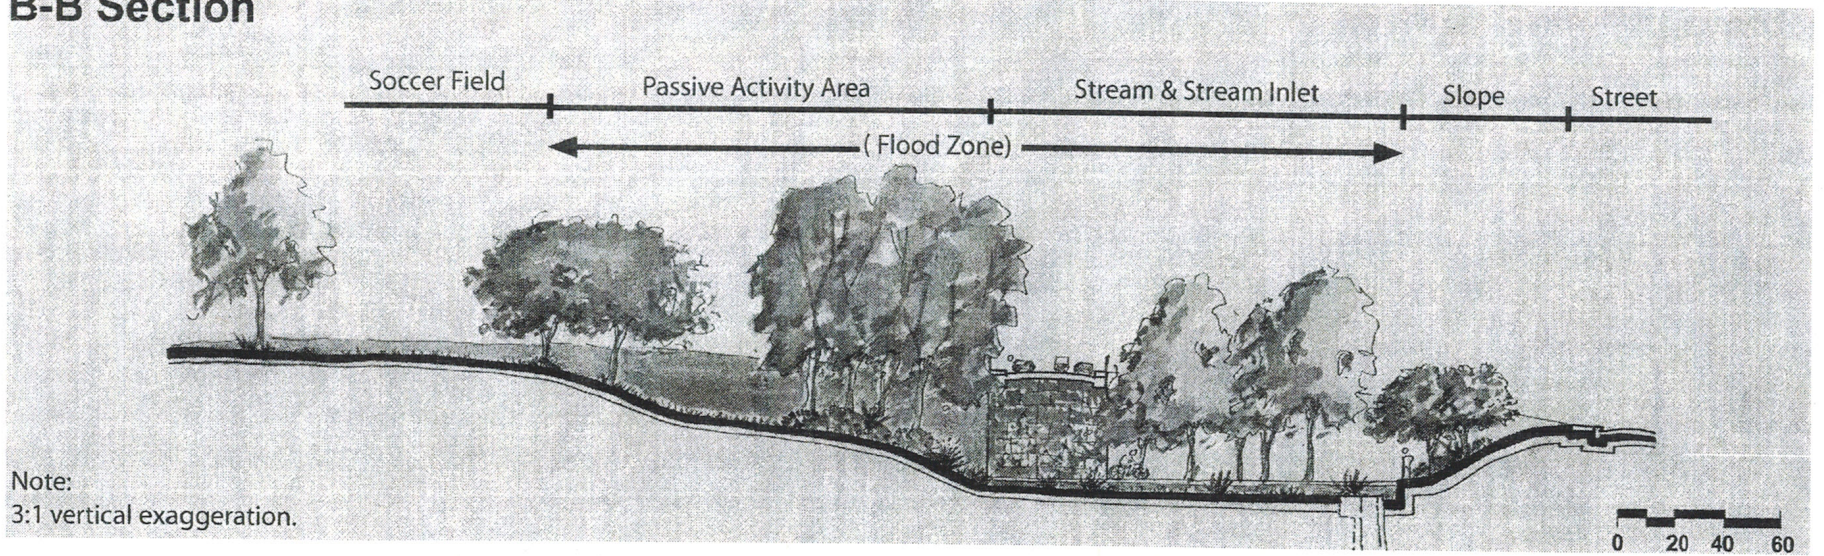 B-B Section
Soccer Field
Passive Activity Area
Stream & Stream Inlet
Slope
Street
( Flood Zone)
Note:
3:1 vertical exaggeration.
0 20 40 60